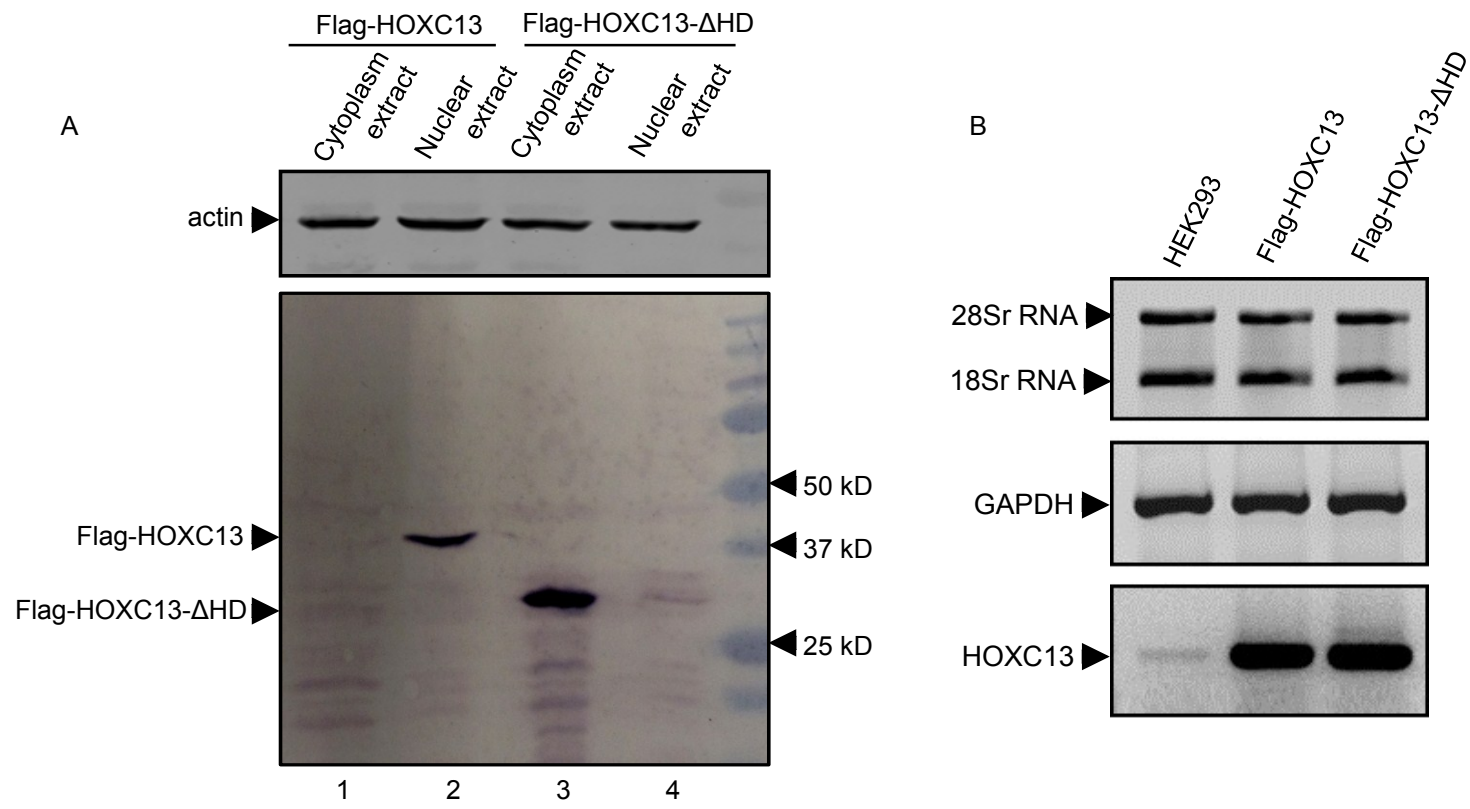 Flag-HOXC13
Flag-HOXC13-ΔHD
Cytoplasm
extract
Nuclear
extract
Cytoplasm
extract
Nuclear
extract
A
actin
Flag-HOXC13
Flag-HOXC13-ΔHD
50 kD
37 kD
25 kD
1 2 3 4
B
HEK293
Flag-HOXC13
Flag-HOXC13-ΔHD
28Sr RNA
18Sr RNA
GAPDH
HOXC13